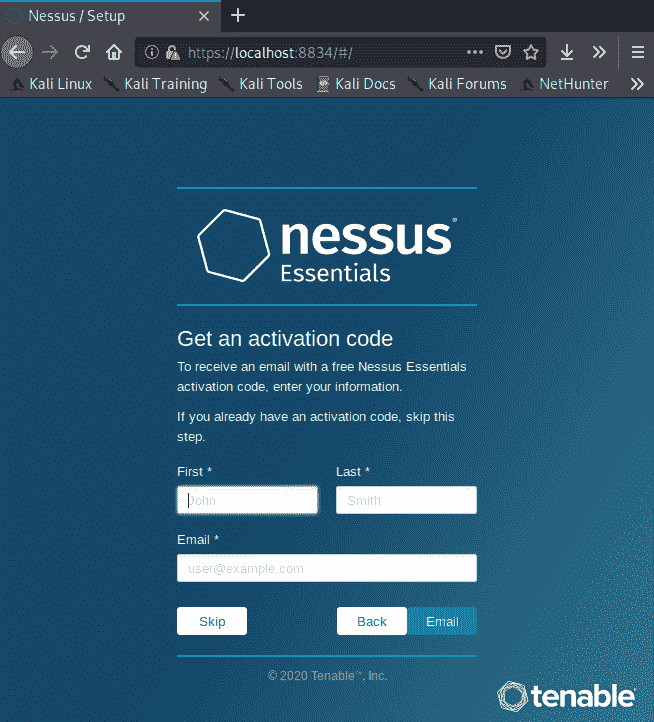 Nessus / Setup
https://localhost:8834/#/
Kali Linux Kali Training Kali Tools Kali Docs Kali Forums NetHunter
nessus®
Essentials
Get an activation code
To receive an email with a free Nessus Essentials
activation code, enter your information.
If you already have an activation code, skip this
step.
First * Last *
John Smith
Email *
user@example.com
Skip Back Email
© 2020 Tenable™, Inc.
tenable